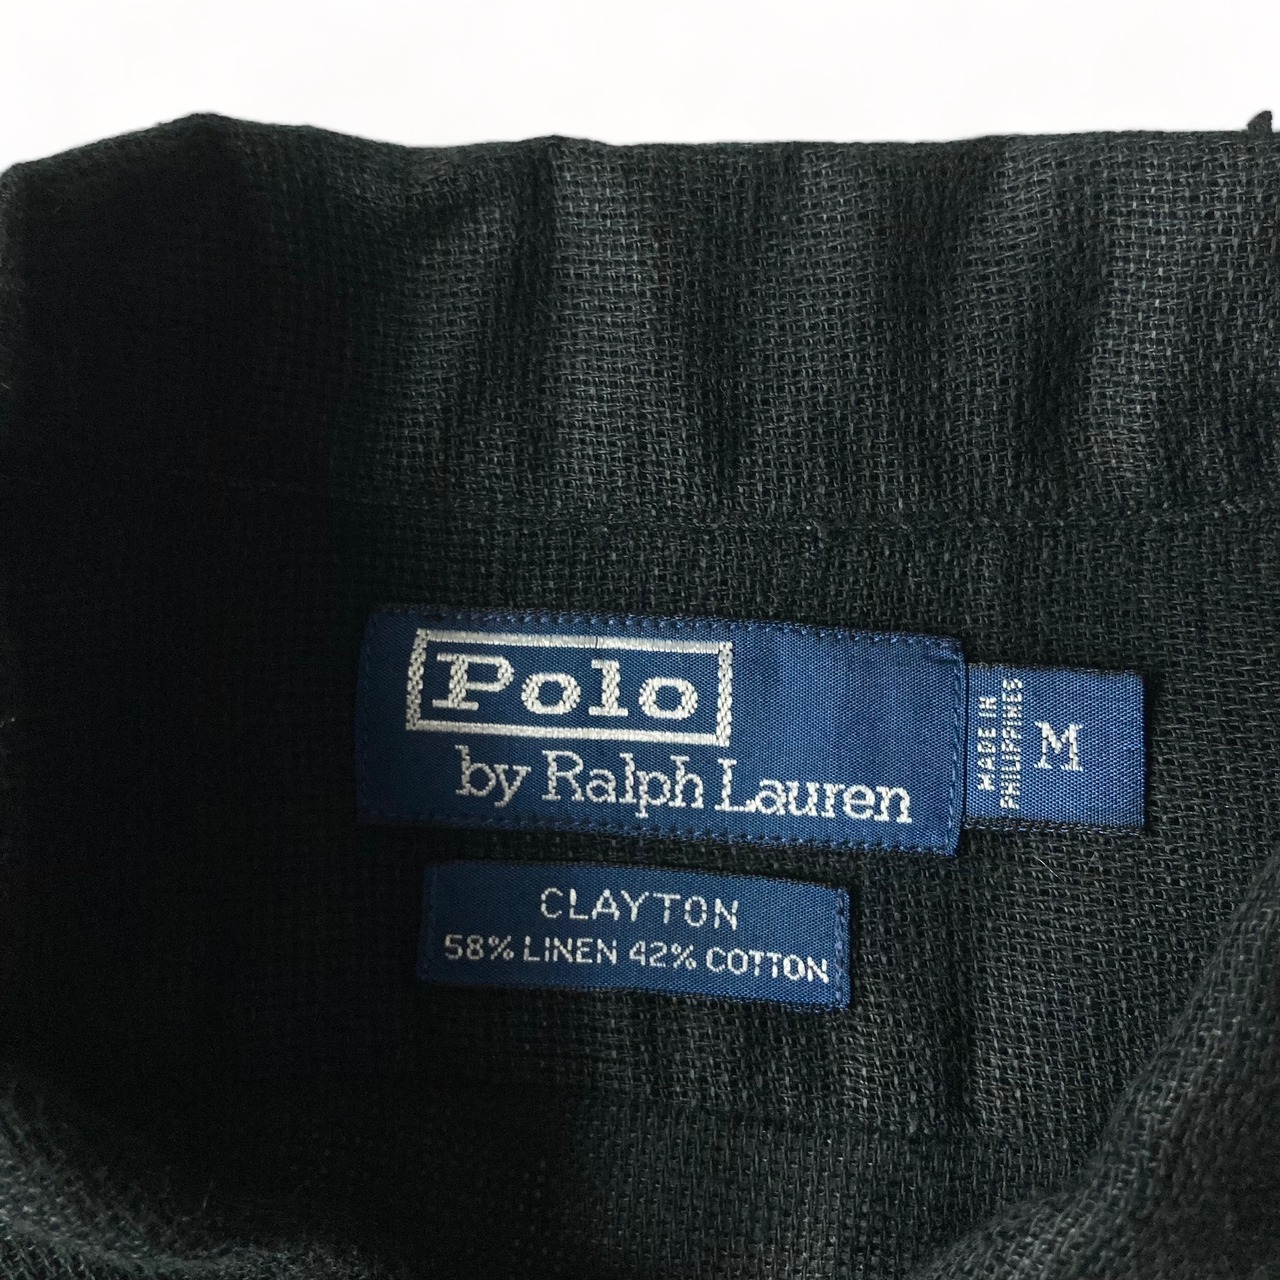 Polo
by Ralph Lauren
MADE IN
PHILIPPINES
M
CLAYTON
58% LINEN 42% COTTON